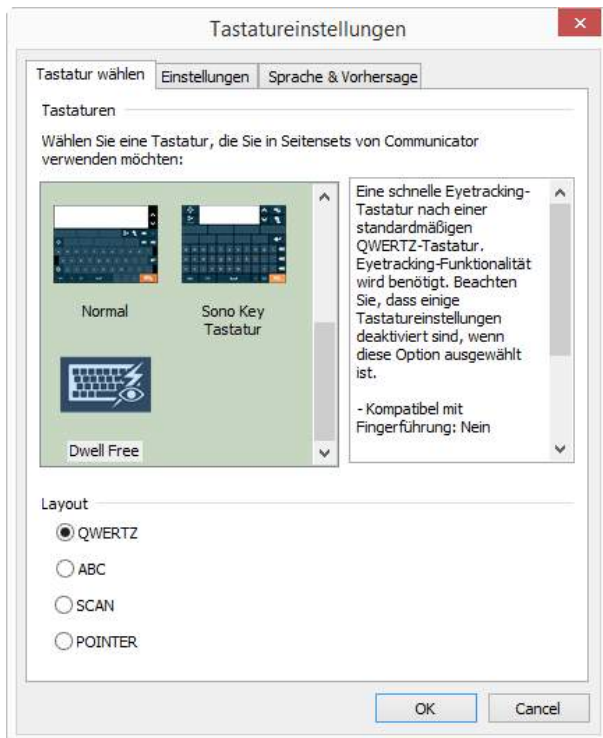 Tastatureinstellungen
Tastatur wählen
Einstellungen
Sprache & Vorhersage
Tastaturen
Wählen Sie eine Tastatur, die Sie in Seitensets von Communicator
verwenden möchten:
Normal
Sono Key
Tastatur
Dwell Free
Eine schnelle Eyetracking-
Tastatur nach einer
standardmäßigen
QWERTZ-Tastatur.
Eyetracking-Funktionalität
wird benötigt. Beachten
Sie, dass einige
Tastatureinstellungen
deaktiviert sind, wenn
diese Option ausgewählt
ist.
- Kompatibel mit
Fingerführung: Nein
Layout
QWERTZ
ABC
SCAN
POINTER
OK
Cancel